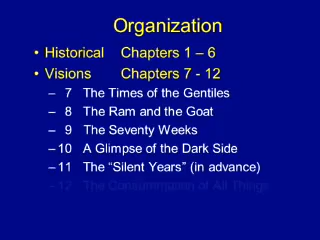 Organization
• Historical Chapters 1 – 6
• Visions Chapters 7 - 12
– 7 The Times of the Gentiles
– 8 The Ram and the Goat
– 9 The Seventy Weeks
– 10 A Glimpse of the Dark Side
– 11 The “Silent Years” (in advance)
– 12 The Consummation of All Things